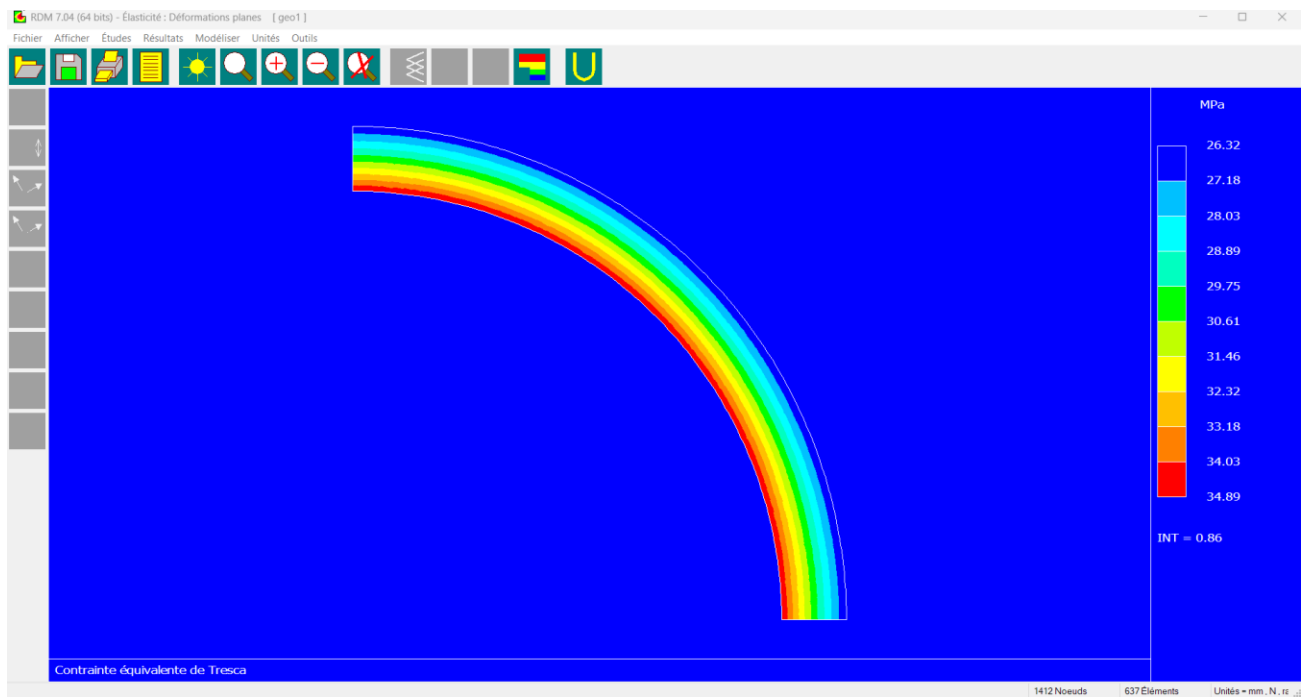 RDM 7.04 (64 bits) - Élasticité : Déformations planes [ geo1 ]
Fichier Afficher Études Résultats Modéliser Unités Outils
MPa
26.32
27.18
28.03
28.89
29.75
30.61
31.46
32.32
33.18
34.03
34.89
INT = 0.86
Contrainte équivalente de Tresca
1412 Noeuds 637 Éléments Unités = mm , N , ra